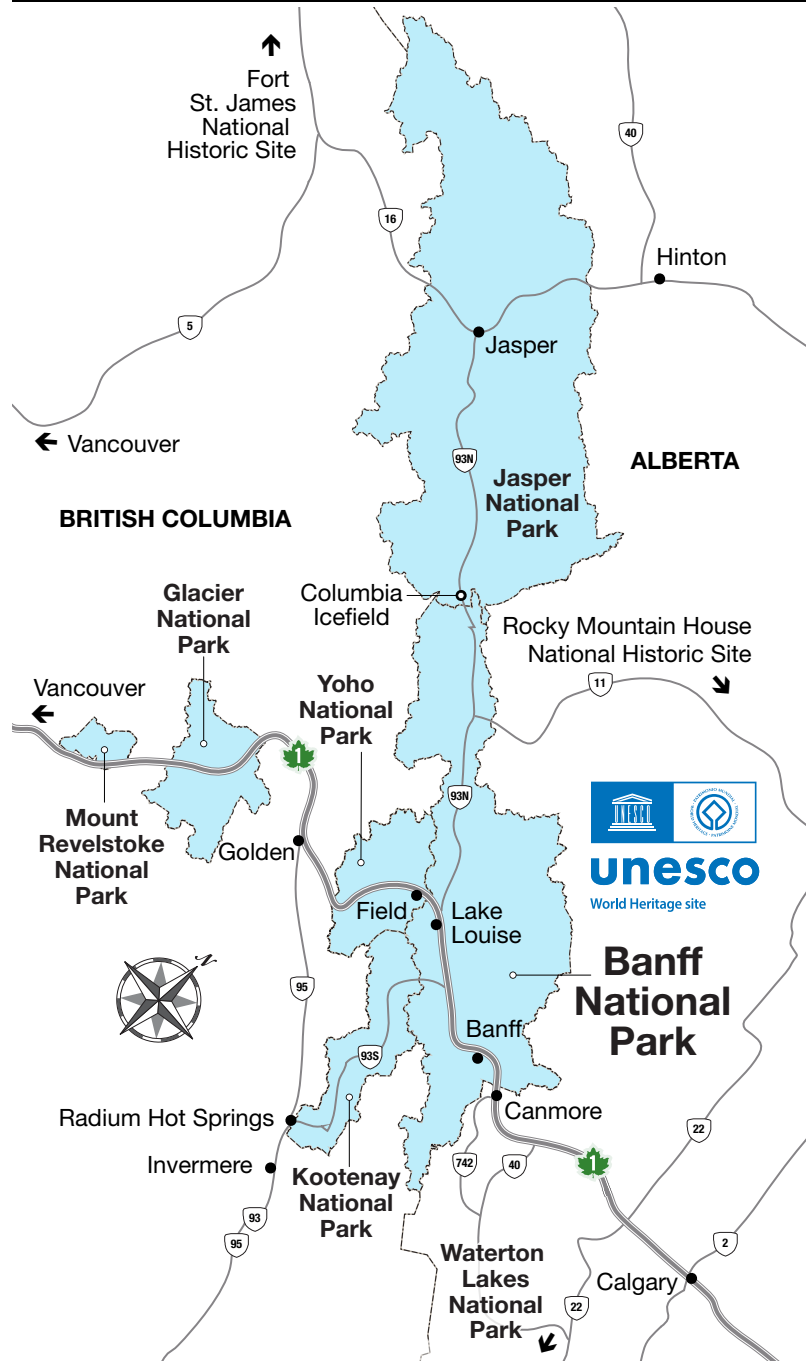 Fort
St. James
National
Historic Site
40
16
Hinton
5
Jasper
Vancouver
93N
ALBERTA
Jasper
National
Park
BRITISH COLUMBIA
Columbia
Icefield
Glacier
National
Park
Rocky Mountain House
National Historic Site
11
Yoho
National
Park
Vancouver
1
93N
UNESCO
unesco
World Heritage site
Mount
Revelstoke
National
Park
Golden
Field
Lake
Louise
Banff
National
Park
N
95
Banff
93S
Radium Hot Springs
Canmore
22
Invermere
742
40
1
Kootenay
National
Park
93
95
2
Waterton
Lakes
National
Park
Calgary
22